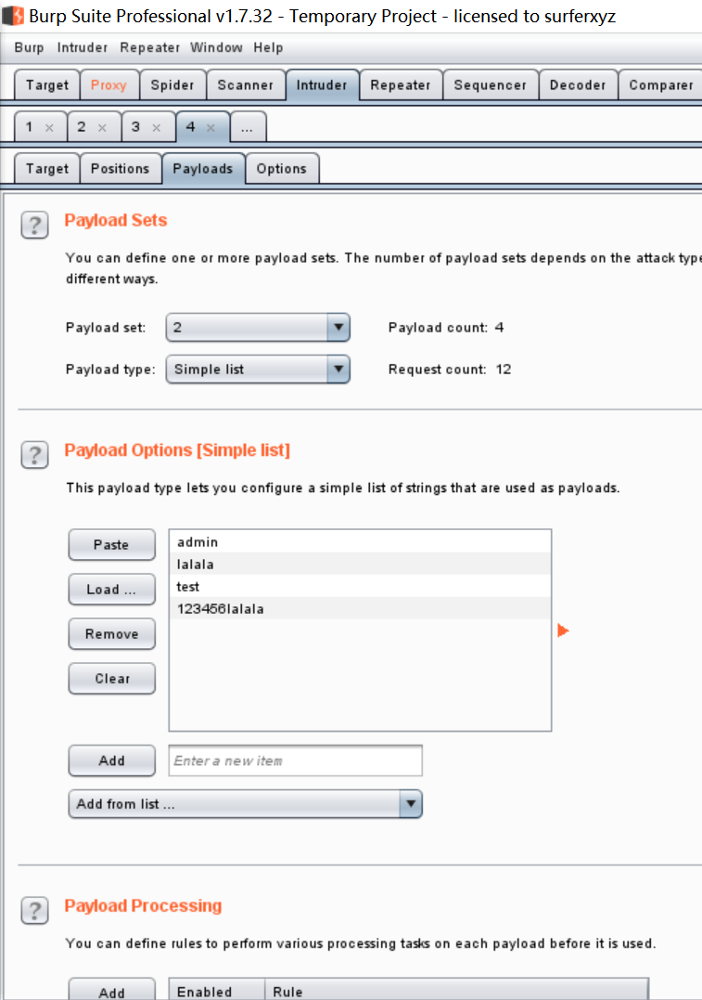 Burp Suite Professional v1.7.32 - Temporary Project - licensed to surferxyz
Burp Intruder Repeater Window Help
Target Proxy Spider Scanner Intruder Repeater Sequencer Decoder Comparer
1 × 2 × 3 × 4 × ...
Target Positions Payloads Options
? Payload Sets
You can define one or more payload sets. The number of payload sets depends on the attack type
different ways.
Payload set: 2 Payload count: 4
Payload type: Simple list Request count: 12
? Payload Options [Simple list]
This payload type lets you configure a simple list of strings that are used as payloads.
Paste admin
lalala
Load ... test
123456lalala
Remove
Clear
Add Enter a new item
Add from list ...
? Payload Processing
You can define rules to perform various processing tasks on each payload before it is used.
Add Enabled Rule